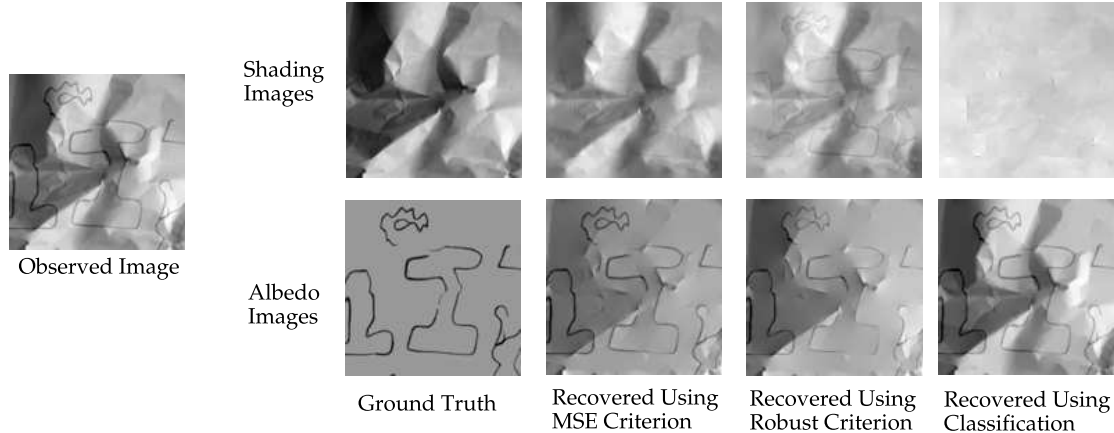 Shading
Images
Observed Image
Albedo
Images
Ground Truth
Recovered Using
MSE Criterion
Recovered Using
Robust Criterion
Recovered Using
Classification